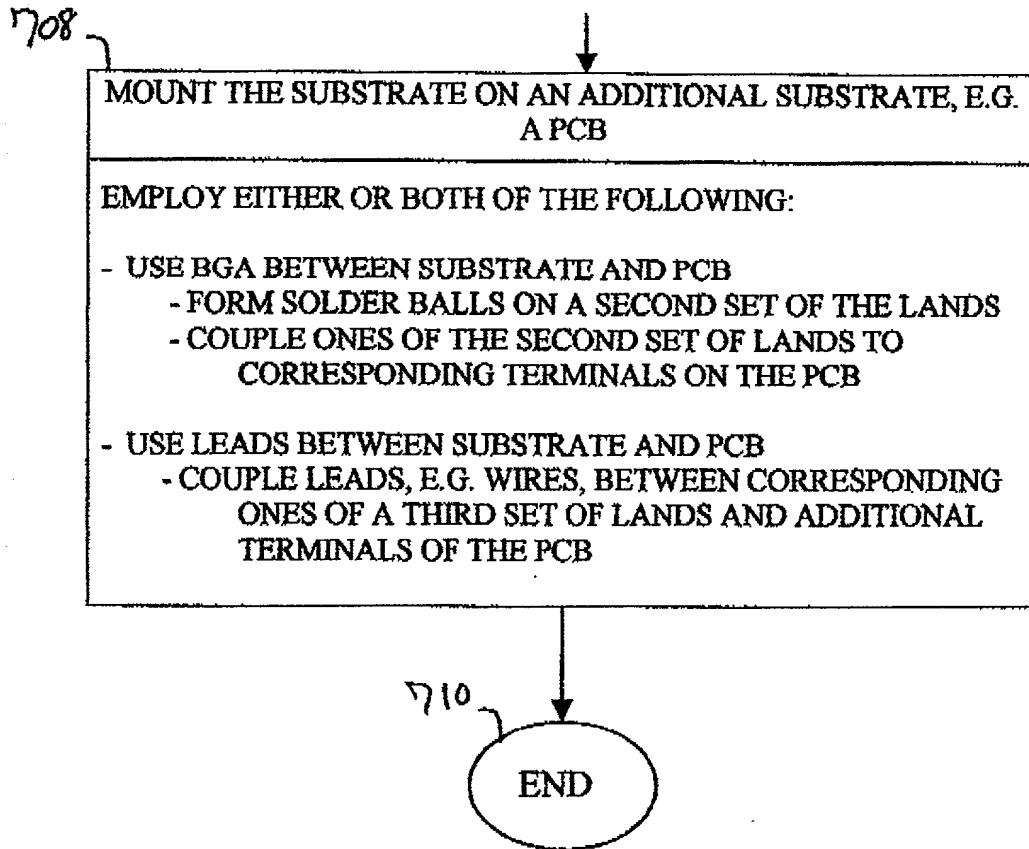 708
MOUNT THE SUBSTRATE ON AN ADDITIONAL SUBSTRATE, E.G.
A PCB
EMPLOY EITHER OR BOTH OF THE FOLLOWING:
- USE BGA BETWEEN SUBSTRATE AND PCB
- FORM SOLDER BALLS ON A SECOND SET OF THE LANDS
- COUPLE ONES OF THE SECOND SET OF LANDS TO
CORRESPONDING TERMINALS ON THE PCB
- USE LEADS BETWEEN SUBSTRATE AND PCB
- COUPLE LEADS, E.G. WIRES, BETWEEN CORRESPONDING
ONES OF A THIRD SET OF LANDS AND ADDITIONAL
TERMINALS OF THE PCB
710
END